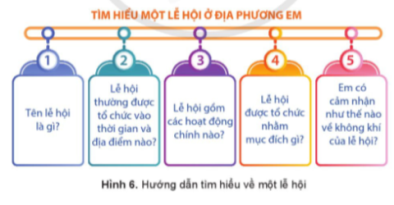 TÌM HIỂU MỘT LỄ HỘI Ở ĐỊA PHƯƠNG EM
1
2
3
4
5
Tên lễ hội
là gì?
Lễ hội
thường được
tổ chức vào
thời gian và
địa điểm nào?
Lễ hội gồm
các hoạt động
chính nào?
Lễ hội
được tổ chức
nhằm
mục đích gì?
Em có
cảm nhận
như thế nào
về không khí
của lễ hội?
Hình 6. Hướng dẫn tìm hiểu về một lễ hội